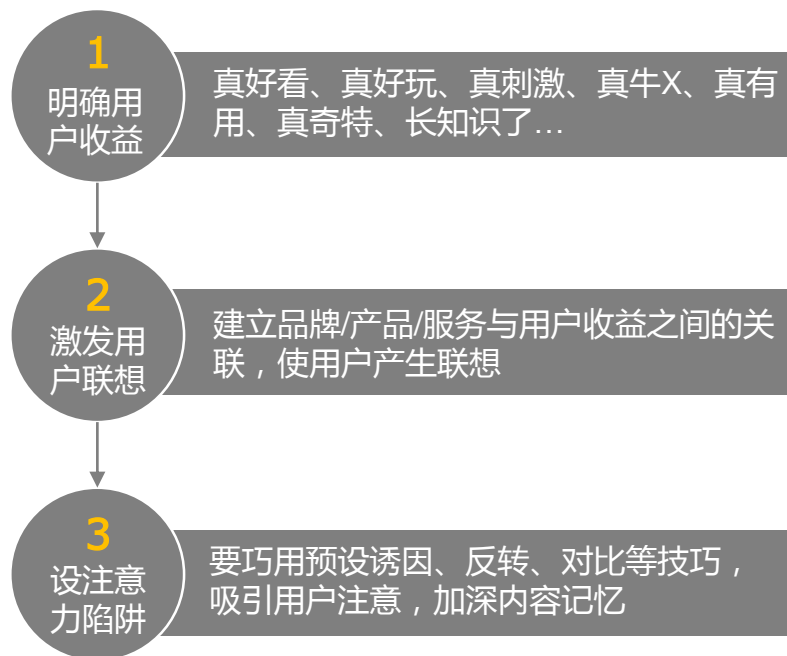 1
明确用
户收益
真好看、真好玩、真刺激、真牛X、真有
用、真奇特、长知识了…
2
激发用
户联想
建立品牌/产品/服务与用户收益之间的关
联，使用户产生联想
3
设注意
力陷阱
要巧用预设诱因、反转、对比等技巧，
吸引用户注意，加深内容记忆